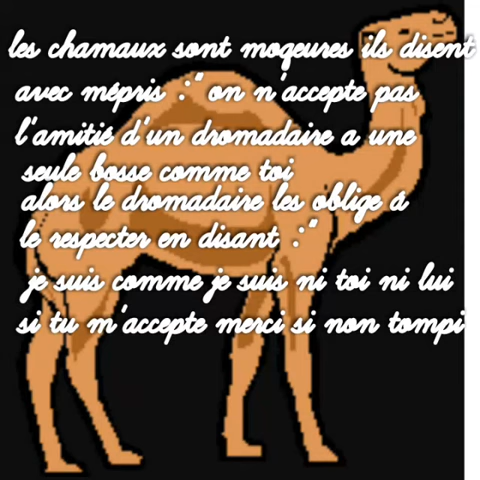 les chamaux sont moqeures ils disent
avec mépris :" on n'accepte pas
l'amitié d'un dromadaire a une
seule bosse comme toi
alors le dromadaire les oblige á
le respecter en disant :"
je suis comme je suis ni toi ni lui
si tu m'accepte merci si non tompi